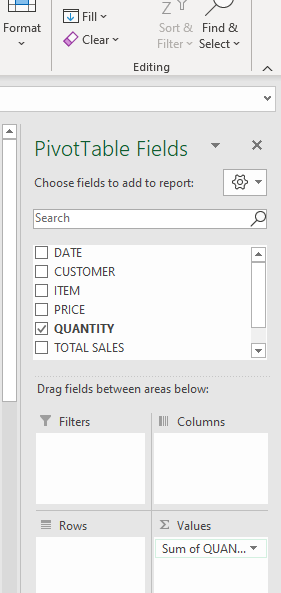 Format
Fill
Clear
Sort &
Filter
Find &
Select
Editing
PivotTable Fields
Choose fields to add to report:
Search
DATE
CUSTOMER
ITEM
PRICE
QUANTITY
TOTAL SALES
Drag fields between areas below:
Filters
Columns
Rows
Σ Values
Sum of QUAN...